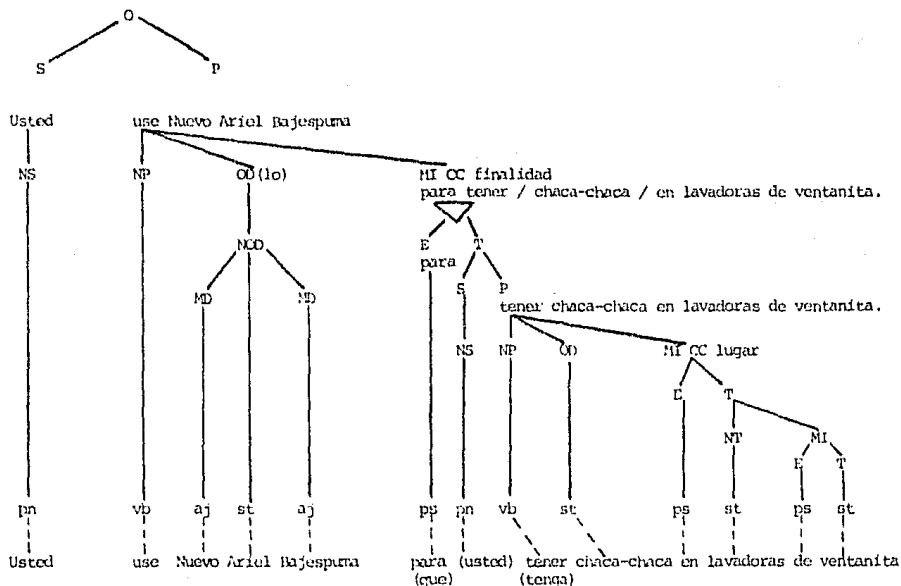 O
S P
Usted use Nuevo Ariel Bajespuma
NS NP OD(lo) MI CC finalidad
para tener / chaca-chaca / en lavadoras de ventanita.
NOD E T
para
MD MD S P
tener chaca-chaca en lavadoras de ventanita.
NS NP OD MI CC lugar
E T
NT MI
E T
pn vb aj st aj ps pn vb st ps st ps st
Usted use Nuevo Ariel Bajespuma para (usted) tener chaca-chaca en lavadoras de ventanita
(que) (tenga)